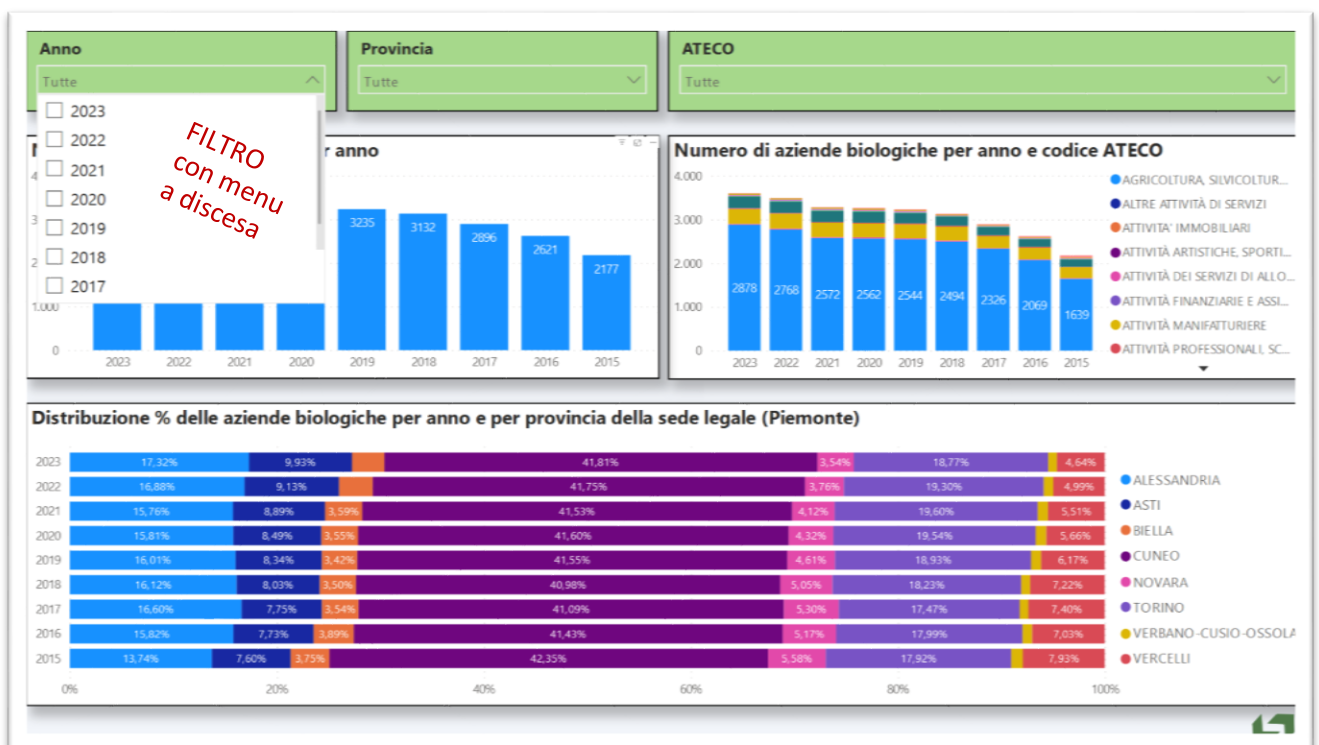 Anno
Provincia
ATECO
Tutte
Tutte
Tutte
2023
2022
2021
2020
2019
2018
2017
FILTRO
con menu
a discesa
r anno
1.000
0
3235
3132
2896
2621
2177
2023 2022 2021 2020 2019 2018 2017 2016 2015
Numero di aziende biologiche per anno e codice ATECO
4.000
3.000
2.000
1.000
0
2878 2768 2572 2562 2544 2494 2326 2069 1639
2023 2022 2021 2020 2019 2018 2017 2016 2015
AGRICOLTURA, SILVICOLTUR...
ALTRE ATTIVITÀ DI SERVIZI
ATTIVITA' IMMOBILIARI
ATTIVITÀ ARTISTICHE, SPORTI...
ATTIVITÀ DEI SERVIZI DI ALLO...
ATTIVITÀ FINANZIARIE E ASSI...
ATTIVITÀ MANIFATTURIERE
ATTIVITÀ PROFESSIONALI, SC...
Distribuzione % delle aziende biologiche per anno e per provincia della sede legale (Piemonte)
2023 17,32% 9,93% 41,81% 3,54% 18,77% 4,64%
2022 16,88% 9,13% 41,75% 3,76% 19,30% 4,99%
2021 15,76% 8,89% 3,59% 41,53% 4,12% 19,60% 5,51%
2020 15,81% 8,49% 3,55% 41,60% 4,32% 19,54% 5,66%
2019 16,01% 8,34% 3,42% 41,55% 4,61% 18,93% 6,17%
2018 16,12% 8,03% 3,50% 40,98% 5,05% 18,23% 7,22%
2017 16,60% 7,75% 3,54% 41,09% 5,30% 17,47% 7,40%
2016 15,82% 7,73% 3,89% 41,43% 5,17% 17,99% 7,03%
2015 13,74% 7,60% 3,75% 42,35% 5,58% 17,92% 7,93%
0% 20% 40% 60% 80% 100%
ALESSANDRIA
ASTI
BIELLA
CUNEO
NOVARA
TORINO
VERBANO-CUSIO-OSSOLA
VERCELLI